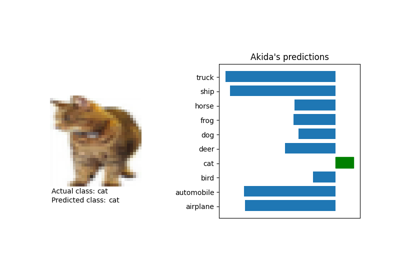 Akida's predictions
truck
ship
horse
frog
dog
deer
cat
bird
automobile
airplane
Actual class: cat
Predicted class: cat